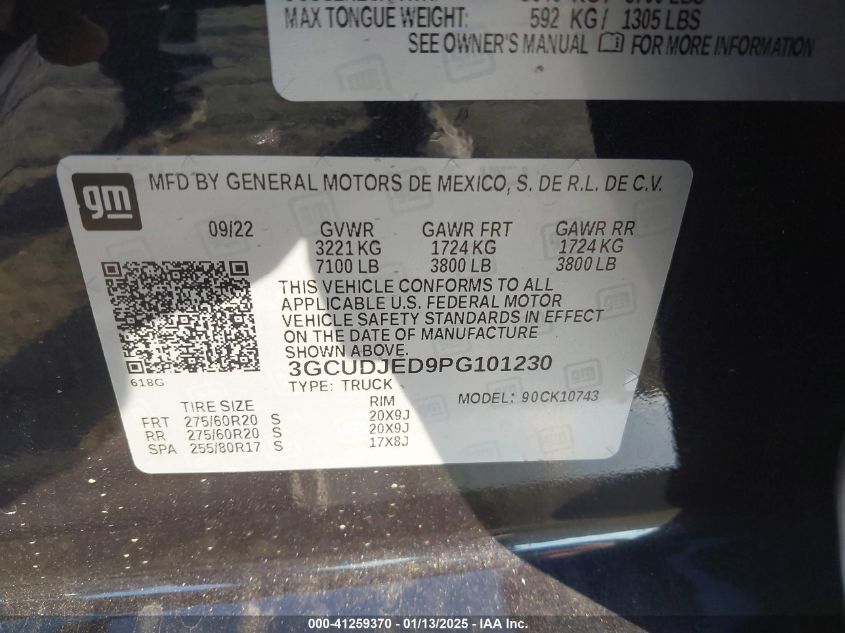 MAX TONGUE WEIGHT: 592 KG / 1305 LBS
SEE OWNER'S MANUAL FOR MORE INFORMATION
gm MFD BY GENERAL MOTORS DE MEXICO, S. DE R.L. DE C.V.
09/22 GVWR GAWR FRT GAWR RR
3221 KG 1724 KG 1724 KG
7100 LB 3800 LB 3800 LB
THIS VEHICLE CONFORMS TO ALL
APPLICABLE U.S. FEDERAL MOTOR
VEHICLE SAFETY STANDARDS IN EFFECT
ON THE DATE OF MANUFACTURE
SHOWN ABOVE.
3GCUDJED9PG101230
618G TYPE: TRUCK
MODEL: 90CK10743
TIRE SIZE RIM
FRT 275/60R20 S 20X9J
RR 275/60R20 S 20X9J
SPA 255/80R17 S 17X8J
000-41259370 - 01/13/2025 - IAA Inc.